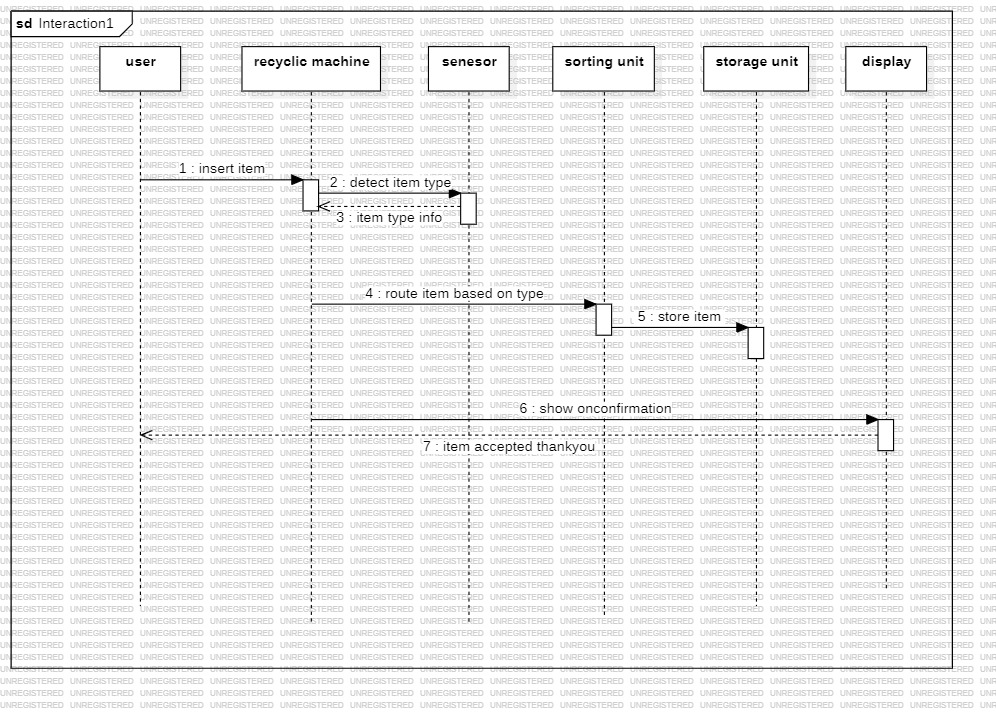 sd Interaction1
user
recyclic machine
senesor
sorting unit
storage unit
display
1 : insert item
2 : detect item type
3 : item type info
4 : route item based on type
5 : store item
6 : show onconfirmation
7 : item accepted thankyou
UNREGISTERED